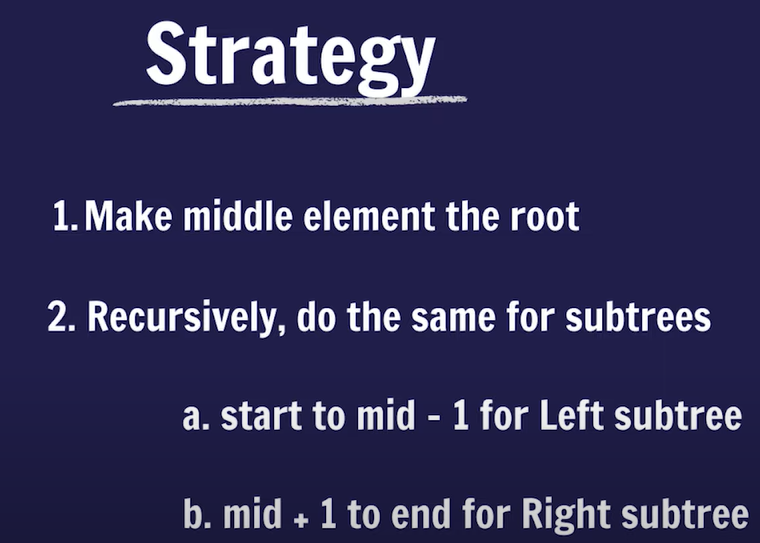 Strategy
1. Make middle element the root
2. Recursively, do the same for subtrees
a. start to mid - 1 for Left subtree
b. mid + 1 to end for Right subtree